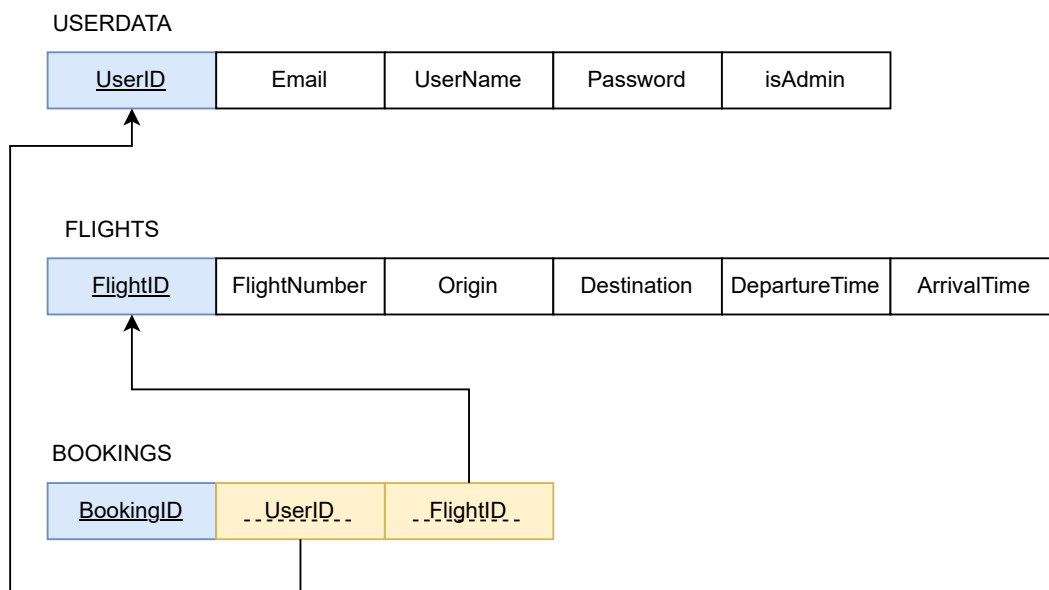 USERDATA
UserID Email UserName Password isAdmin
FLIGHTS
FlightID FlightNumber Origin Destination DepartureTime ArrivalTime
BOOKINGS
BookingID UserID FlightID